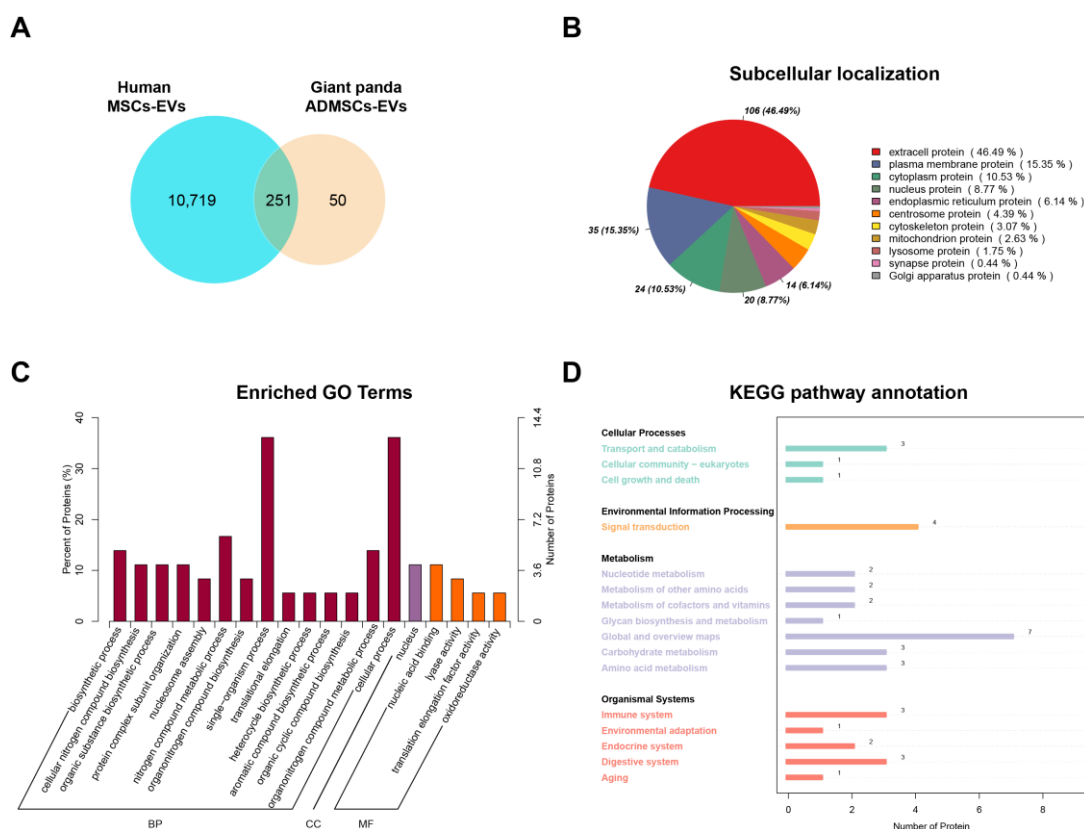 A
Human
MSCs-EVs
Giant panda
ADMSCs-EVs
10,719
251
50
B
Subcellular localization
106 (46.49%)
35 (15.35%)
24 (10.53%)
20 (8.77%)
14 (6.14%)
extracell protein ( 46.49 % )
plasma membrane protein ( 15.35 % )
cytoplasm protein ( 10.53 % )
nucleus protein ( 8.77 % )
endoplasmic reticulum protein ( 6.14 % )
centrosome protein ( 4.39 % )
cytoskeleton protein ( 3.07 % )
mitochondrion protein ( 2.63 % )
lysosome protein ( 1.75 % )
synapse protein ( 0.44 % )
Golgi apparatus protein ( 0.44 % )
C
Enriched GO Terms
Percent of Proteins (%)
40
30
20
10
0
14.4
10.8
7.2
3.6
0
Number of Proteins
biosynthetic process
cellular nitrogen compound biosynthesis
organic substance biosynthetic process
protein complex subunit organization
nucleosome assembly
nitrogen compound metabolic process
organonitrogen compound biosynthesis
single-organism process
translational elongation
heterocycle biosynthetic process
aromatic compound biosynthetic process
organic cyclic compound biosynthesis
organonitrogen compound metabolic process
cellular process
nucleus
nucleic acid binding
lyase activity
translation elongation factor activity
oxidoreductase activity
BP
CC
MF
D
KEGG pathway annotation
Cellular Processes
Transport and catabolism
3
Cellular community − eukaryotes
1
Cell growth and death
1
Environmental Information Processing
Signal transduction
4
Metabolism
Nucleotide metabolism
2
Metabolism of other amino acids
2
Metabolism of cofactors and vitamins
2
Glycan biosynthesis and metabolism
1
Global and overview maps
7
Carbohydrate metabolism
3
Amino acid metabolism
3
Organismal Systems
Immune system
3
Environmental adaptation
1
Endocrine system
2
Digestive system
3
Aging
1
0 2 4 6 8
Number of Protein